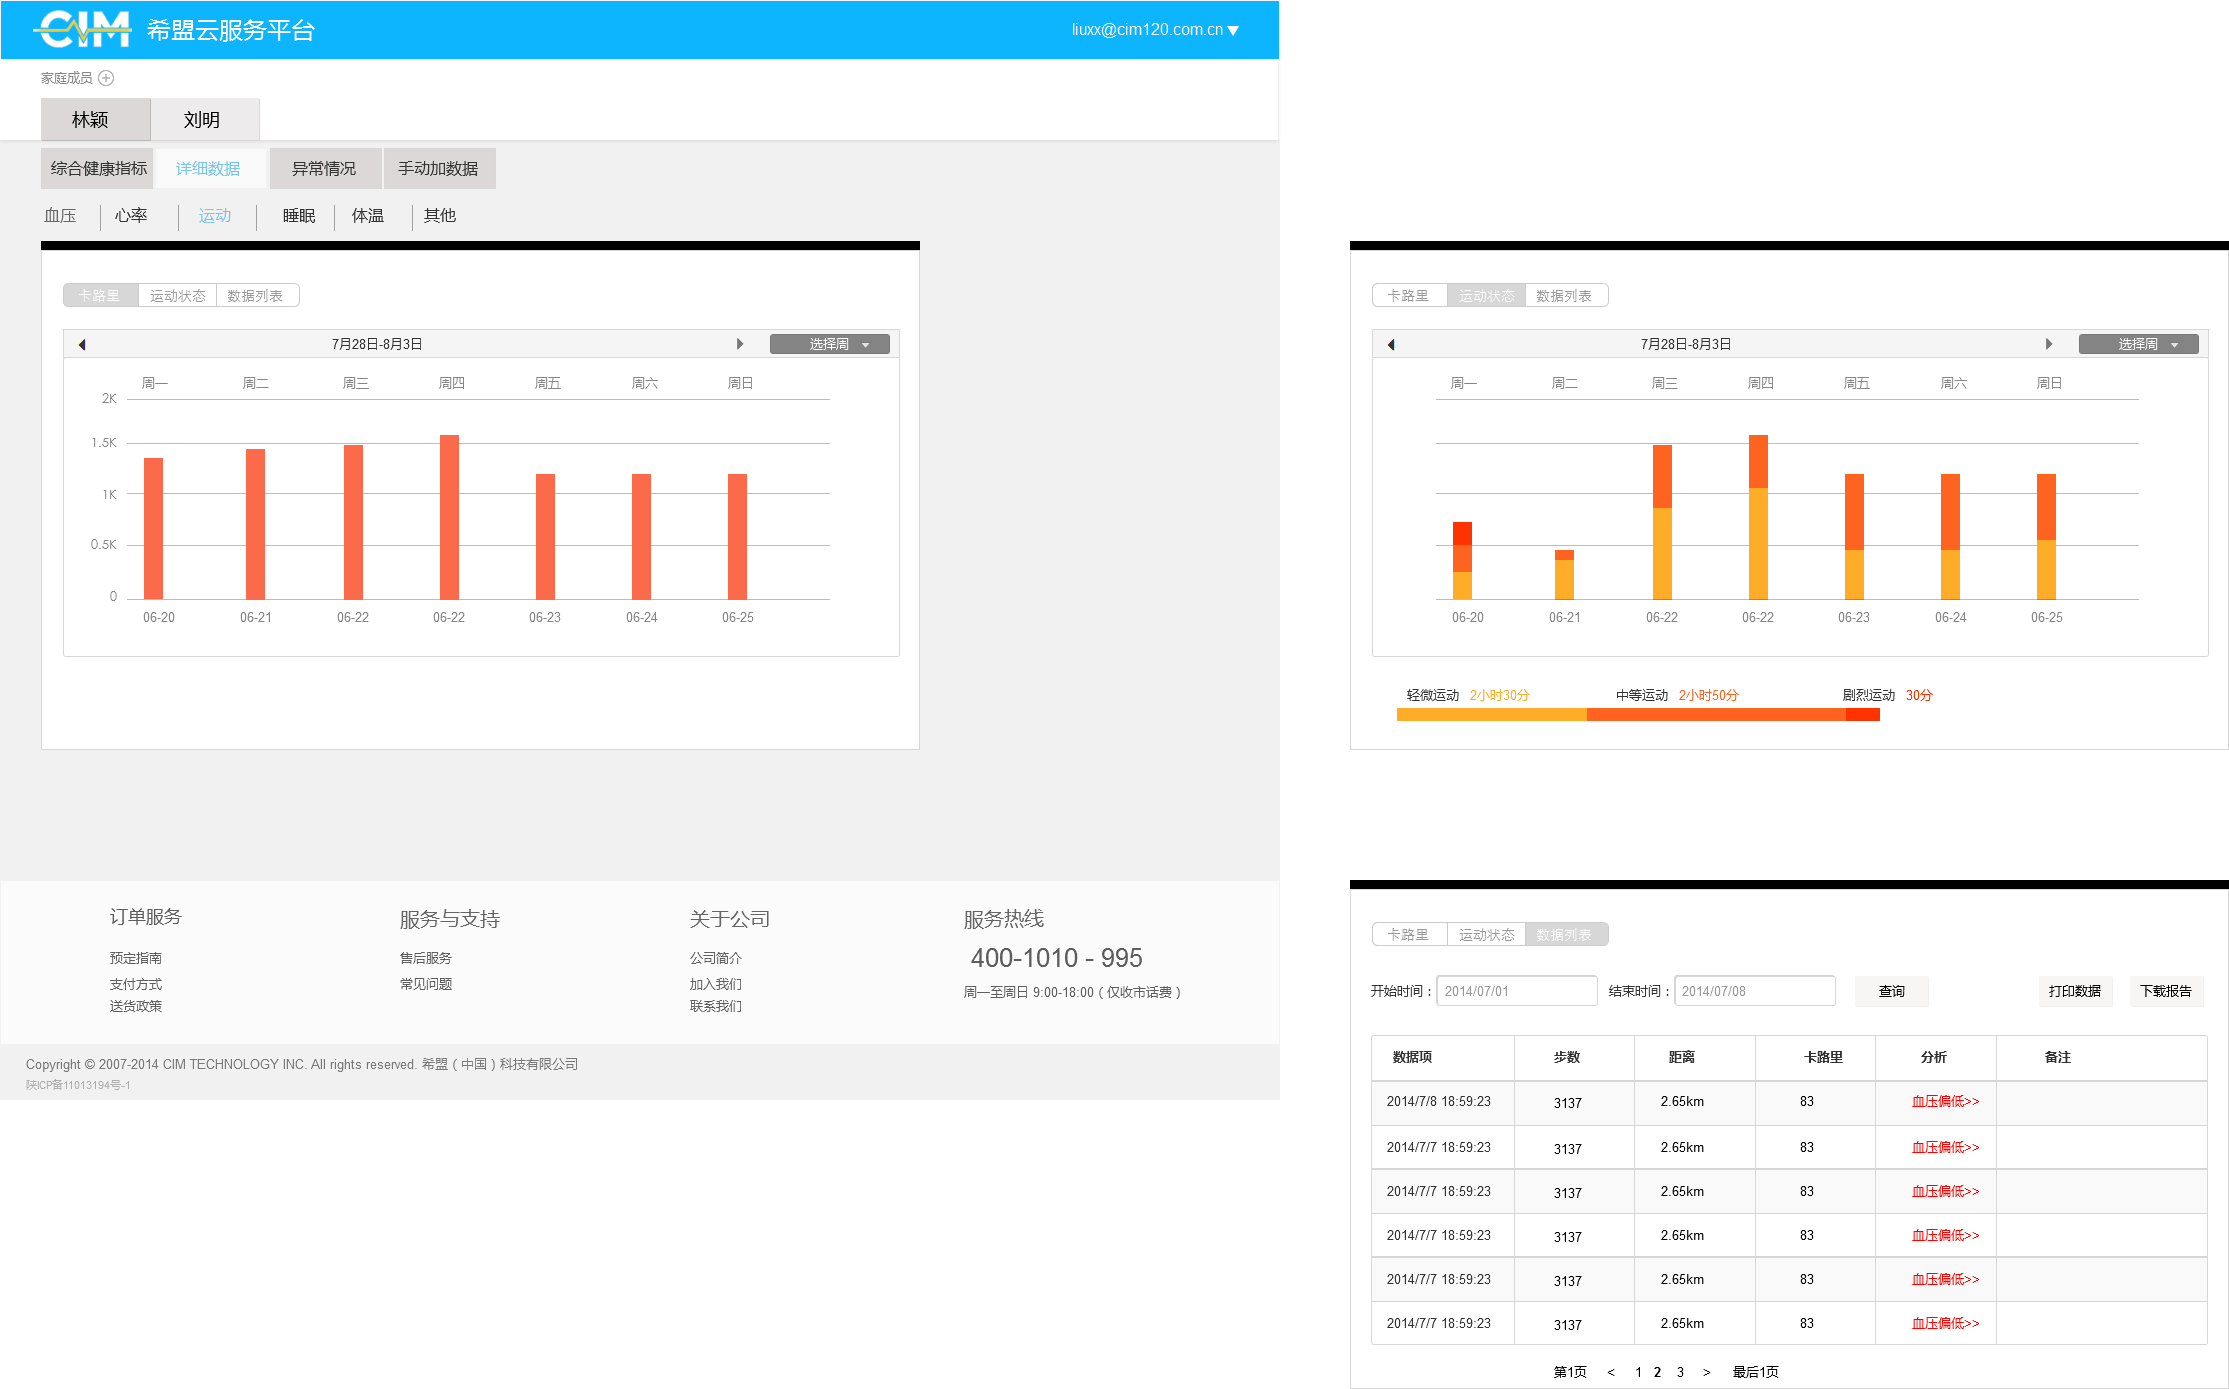 CIM 希盟云服务平台 liuxx@cim120.com.cn
家庭成员
林颖 刘明
综合健康指标 详细数据 异常情况 手动加数据
血压 心率 运动 睡眠 体温 其他
卡路里 运动状态 数据列表
7月28日-8月3日 选择周
周一 周二 周三 周四 周五 周六 周日
2K
1.5K
1K
0.5K
0
06-20 06-21 06-22 06-22 06-23 06-24 06-25
订单服务
预定指南
支付方式
送货政策
服务与支持
售后服务
常见问题
关于公司
公司简介
加入我们
联系我们
服务热线
400-1010 - 995
周一至周日 9:00-18:00（仅收市话费）
Copyright © 2007-2014 CIM TECHNOLOGY INC. All rights reserved. 希盟（中国）科技有限公司
陕ICP备11013194号-1
卡路里 运动状态 数据列表
7月28日-8月3日 选择周
周一 周二 周三 周四 周五 周六 周日
06-20 06-21 06-22 06-22 06-23 06-24 06-25
轻微运动 2小时30分 中等运动 2小时50分 剧烈运动 30分
卡路里 运动状态 数据列表
开始时间： 2014/07/01 结束时间： 2014/07/08 查询 打印数据 下载报告
数据项 步数 距离 卡路里 分析 备注
2014/7/8 18:59:23 3137 2.65km 83 血压偏低>>
2014/7/7 18:59:23 3137 2.65km 83 血压偏低>>
2014/7/7 18:59:23 3137 2.65km 83 血压偏低>>
2014/7/7 18:59:23 3137 2.65km 83 血压偏低>>
2014/7/7 18:59:23 3137 2.65km 83 血压偏低>>
2014/7/7 18:59:23 3137 2.65km 83 血压偏低>>
第1页 < 1 2 3 > 最后1页